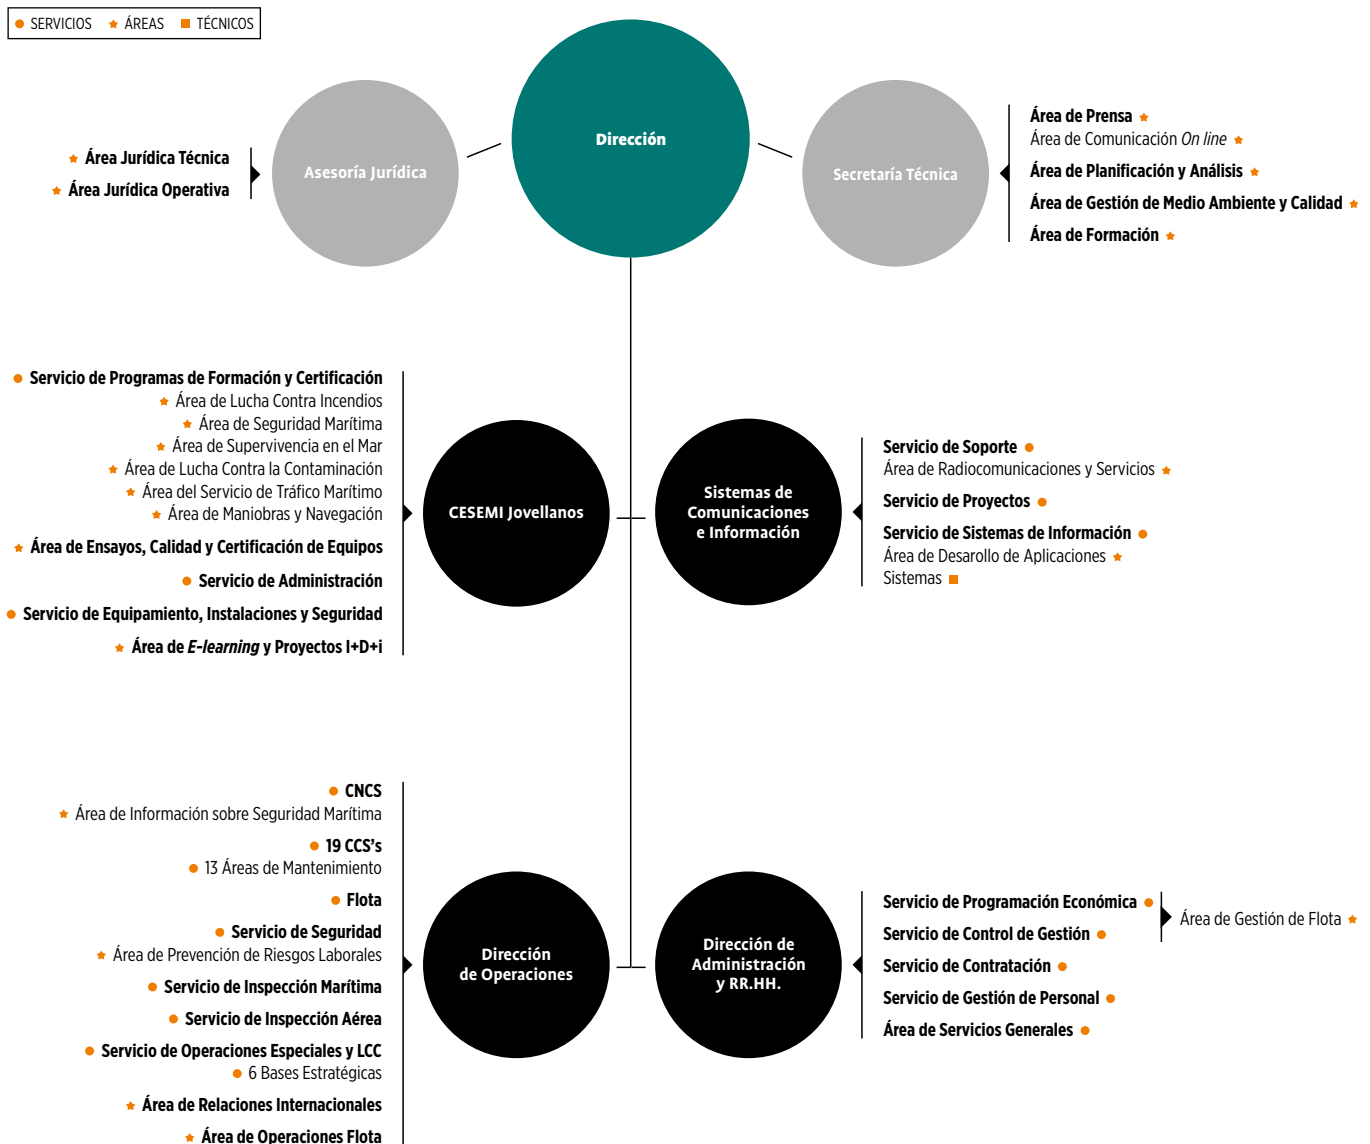 SERVICIOS ÁREAS TÉCNICOS
Dirección
Asesoría Jurídica
Área Jurídica Técnica
Área Jurídica Operativa
Secretaría Técnica
Área de Prensa
Área de Comunicación On line
Área de Planificación y Análisis
Área de Gestión de Medio Ambiente y Calidad
Área de Formación
Servicio de Programas de Formación y Certificación
Área de Lucha Contra Incendios
Área de Seguridad Marítima
Área de Supervivencia en el Mar
Área de Lucha Contra la Contaminación
Área del Servicio de Tráfico Marítimo
Área de Maniobras y Navegación
Área de Ensayos, Calidad y Certificación de Equipos
Servicio de Administración
Servicio de Equipamiento, Instalaciones y Seguridad
Área de E-learning y Proyectos I+D+i
CESEMI Jovellanos
Sistemas de
Comunicaciones
e Información
Servicio de Soporte
Área de Radiocomunicaciones y Servicios
Servicio de Proyectos
Servicio de Sistemas de Información
Área de Desarollo de Aplicaciones
Sistemas
CNCS
Área de Información sobre Seguridad Marítima
19 CCS's
13 Áreas de Mantenimiento
Flota
Servicio de Seguridad
Área de Prevención de Riesgos Laborales
Servicio de Inspección Marítima
Servicio de Inspección Aérea
Servicio de Operaciones Especiales y LCC
6 Bases Estratégicas
Área de Relaciones Internacionales
Área de Operaciones Flota
Dirección
de Operaciones
Dirección de
Administración
y RR.HH.
Servicio de Programación Económica
Servicio de Control de Gestión
Servicio de Contratación
Servicio de Gestión de Personal
Área de Servicios Generales
Área de Gestión de Flota